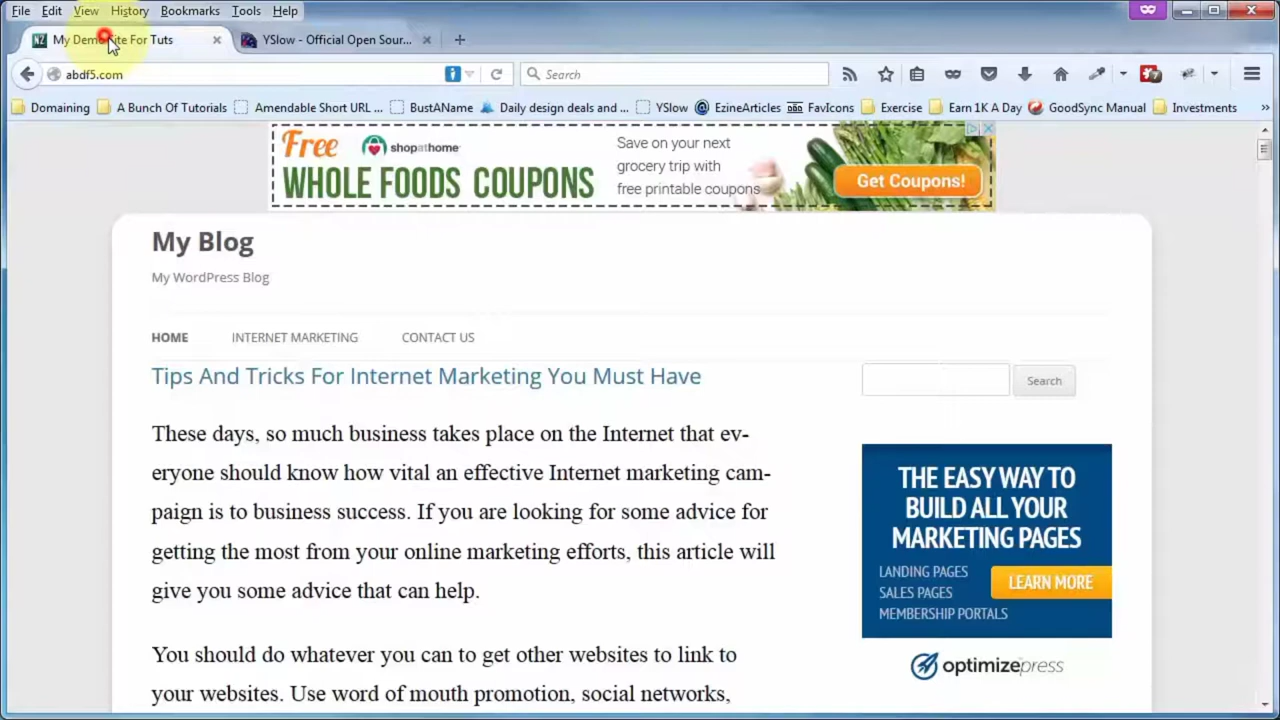 File Edit View History Bookmarks Tools Help
My Demo Site For Tuts YSlow - Official Open Sour...
abdf5.com Search
Domaining A Bunch Of Tutorials Amendable Short URL ... BustAName Daily design deals and ... YSlow EzineArticles FavIcons Exercise Earn 1K A Day GoodSync Manual Investments
Free shopathome
WHOLE FOODS COUPONS
Save on your next
grocery trip with
free printable coupons
Get Coupons!
My Blog
My WordPress Blog
HOME INTERNET MARKETING CONTACT US
Tips And Tricks For Internet Marketing You Must Have
Search
These days, so much business takes place on the Internet that ev-
eryone should know how vital an effective Internet marketing cam-
paign is to business success. If you are looking for some advice for
getting the most from your online marketing efforts, this article will
give you some advice that can help.
You should do whatever you can to get other websites to link to
your websites. Use word of mouth promotion, social networks,
THE EASY WAY TO
BUILD ALL YOUR
MARKETING PAGES
LANDING PAGES
SALES PAGES
MEMBERSHIP PORTALS
LEARN MORE
optimizepress